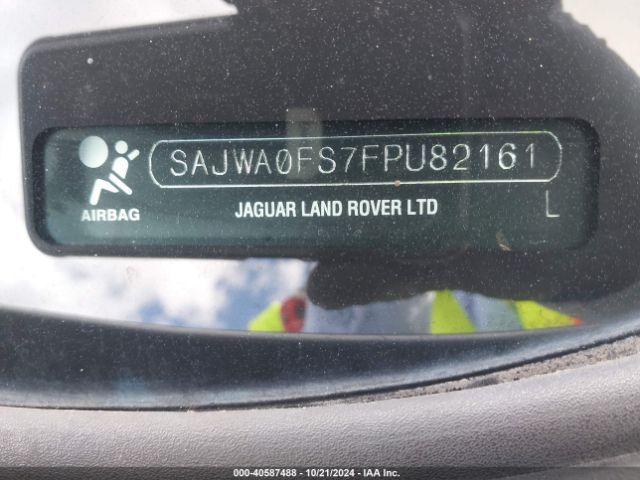 SAJWA0FS7FPU82161
AIRBAG
JAGUAR LAND ROVER LTD
L
000-40587488 - 10/21/2024 - IAA Inc.